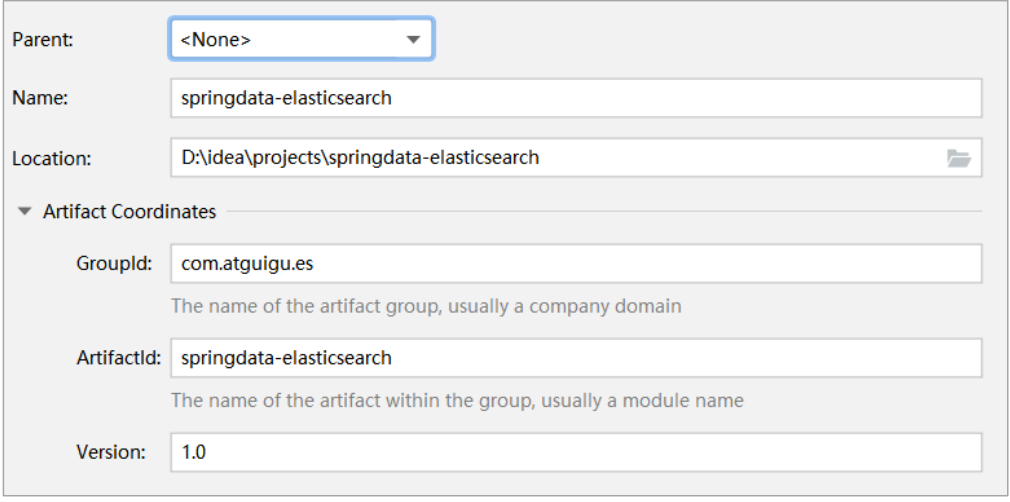 Parent: <None>
Name: springdata-elasticsearch
Location: D:\idea\projects\springdata-elasticsearch
Artifact Coordinates
GroupId: com.atguigu.es
The name of the artifact group, usually a company domain
ArtifactId: springdata-elasticsearch
The name of the artifact within the group, usually a module name
Version: 1.0